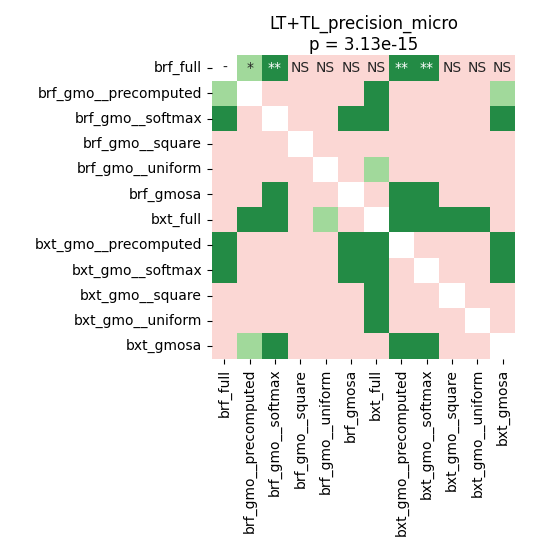 LT+TL_precision_micro
p = 3.13e-15
brf_full - * ** NS NS NS NS ** ** NS NS NS
brf_gmo__precomputed
brf_gmo__softmax
brf_gmo__square
brf_gmo__uniform
brf_gmosa
bxt_full
bxt_gmo__precomputed
bxt_gmo__softmax
bxt_gmo__square
bxt_gmo__uniform
bxt_gmosa
brf_full
brf_gmo__precomputed
brf_gmo__softmax
brf_gmo__square
brf_gmo__uniform
brf_gmosa
bxt_full
bxt_gmo__precomputed
bxt_gmo__softmax
bxt_gmo__square
bxt_gmo__uniform
bxt_gmosa